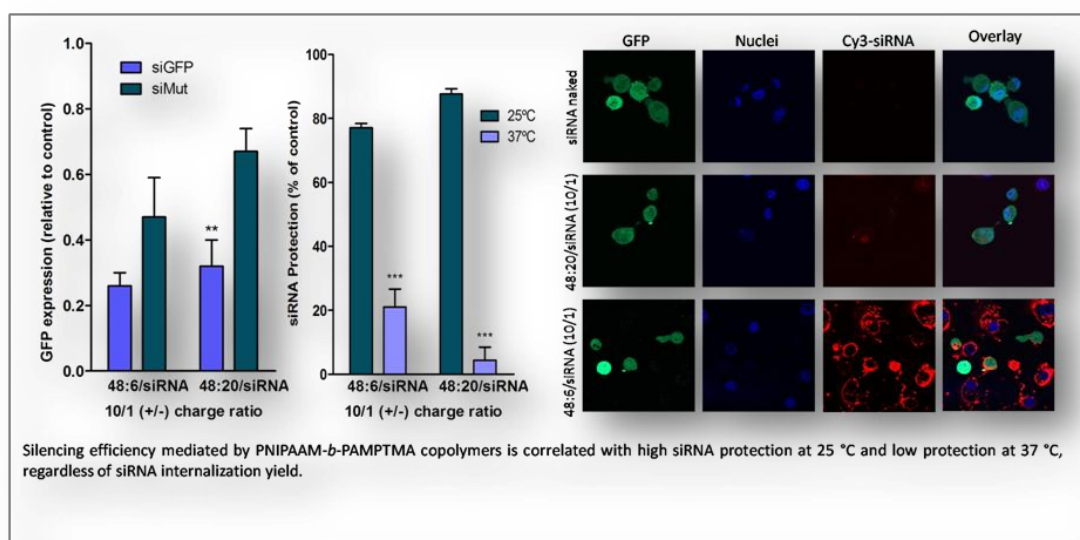 1.0
0.8
0.6
0.4
0.2
0.0
GFP expression (relative to control)
siGFP
siMut
**
48:6/siRNA 48:20/siRNA
10/1 (+/-) charge ratio
100
80
60
40
20
0
siRNA Protection (% of control)
25ºC
37ºC
***
***
48:6/siRNA 48:20/siRNA
10/1 (+/-) charge ratio
GFP Nuclei Cy3-siRNA Overlay
siRNA naked
48:20/siRNA (10/1)
48:6/siRNA (10/1)
Silencing efficiency mediated by PNIPAAM-b-PAMPTMA copolymers is correlated with high siRNA protection at 25 °C and low protection at 37 °C,
regardless of siRNA internalization yield.